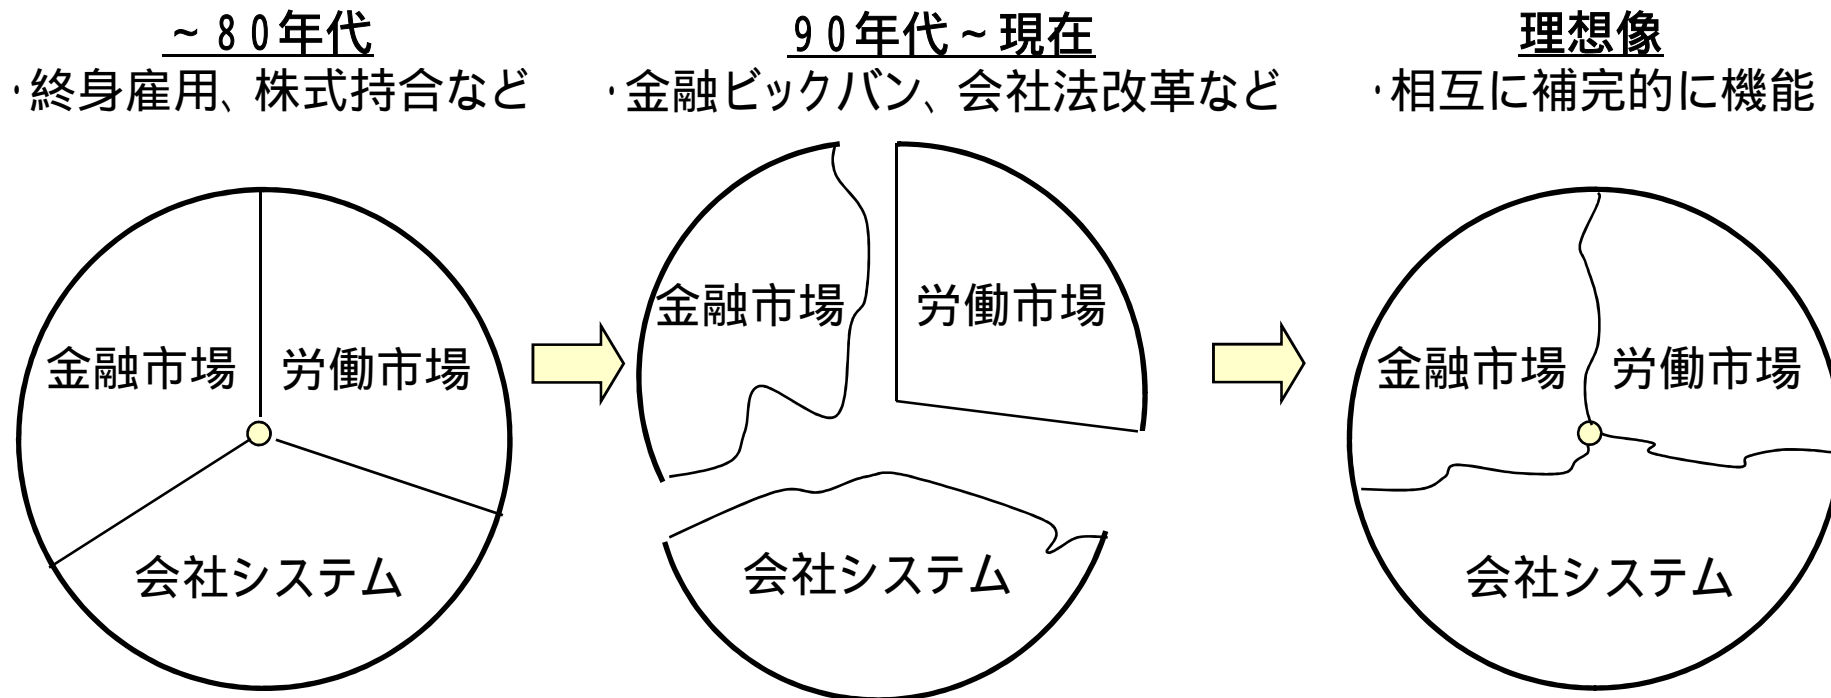 ~80年代
・終身雇用、株式持合など
金融市場
労働市場
会社システム
90年代~現在
・金融ビックバン、会社法改革など
金融市場
労働市場
会社システム
理想像
・相互に補完的に機能
金融市場
労働市場
会社システム